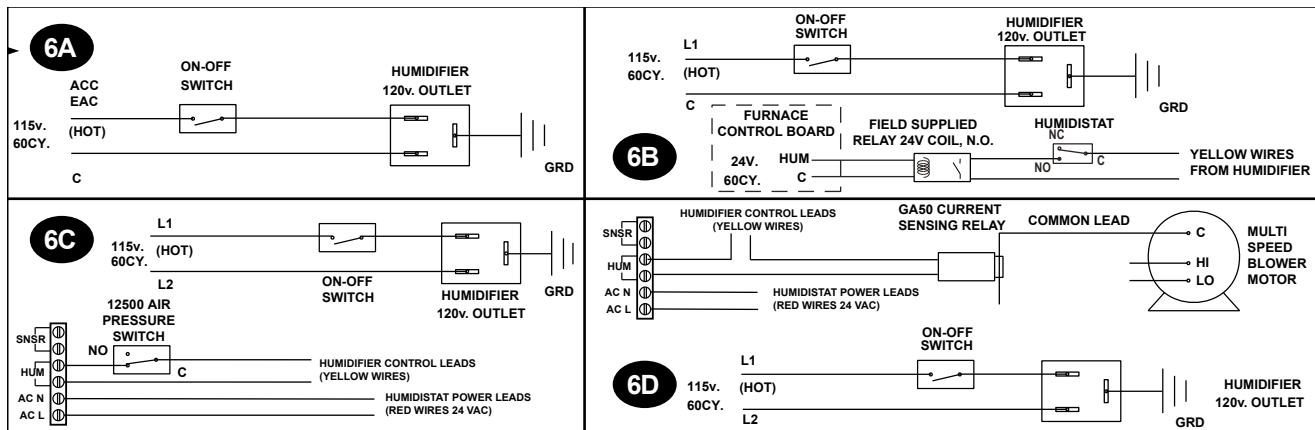 6A
ACC
EAC
ON-OFF
SWITCH
HUMIDIFIER
120v. OUTLET
115v.
60CY.
(HOT)
GRD
C
6B
ON-OFF
SWITCH
HUMIDIFIER
120v. OUTLET
L1
115v.
60CY.
(HOT)
C
GRD
FURNACE
CONTROL BOARD
24V.
60CY.
HUM
C
FIELD SUPPLIED
RELAY 24V COIL, N.O.
HUMIDISTAT
NC
NO
C
YELLOW WIRES
FROM HUMIDIFIER
6C
L1
115v.
60CY.
(HOT)
L2
ON-OFF
SWITCH
HUMIDIFIER
120v. OUTLET
GRD
12500 AIR
PRESSURE
SWITCH
NO
C
SNSR
HUM
AC N
AC L
HUMIDIFIER CONTROL LEADS
(YELLOW WIRES)
HUMIDISTAT POWER LEADS
(RED WIRES 24 VAC)
HUMIDIFIER CONTROL LEADS
(YELLOW WIRES)
GA50 CURRENT
SENSING RELAY
COMMON LEAD
SNSR
HUM
AC N
AC L
HUMIDISTAT POWER LEADS
(RED WIRES 24 VAC)
C
HI
LO
MULTI
SPEED
BLOWER
MOTOR
6D
ON-OFF
SWITCH
L1
115v.
60CY.
(HOT)
L2
GRD
HUMIDIFIER
120v. OUTLET